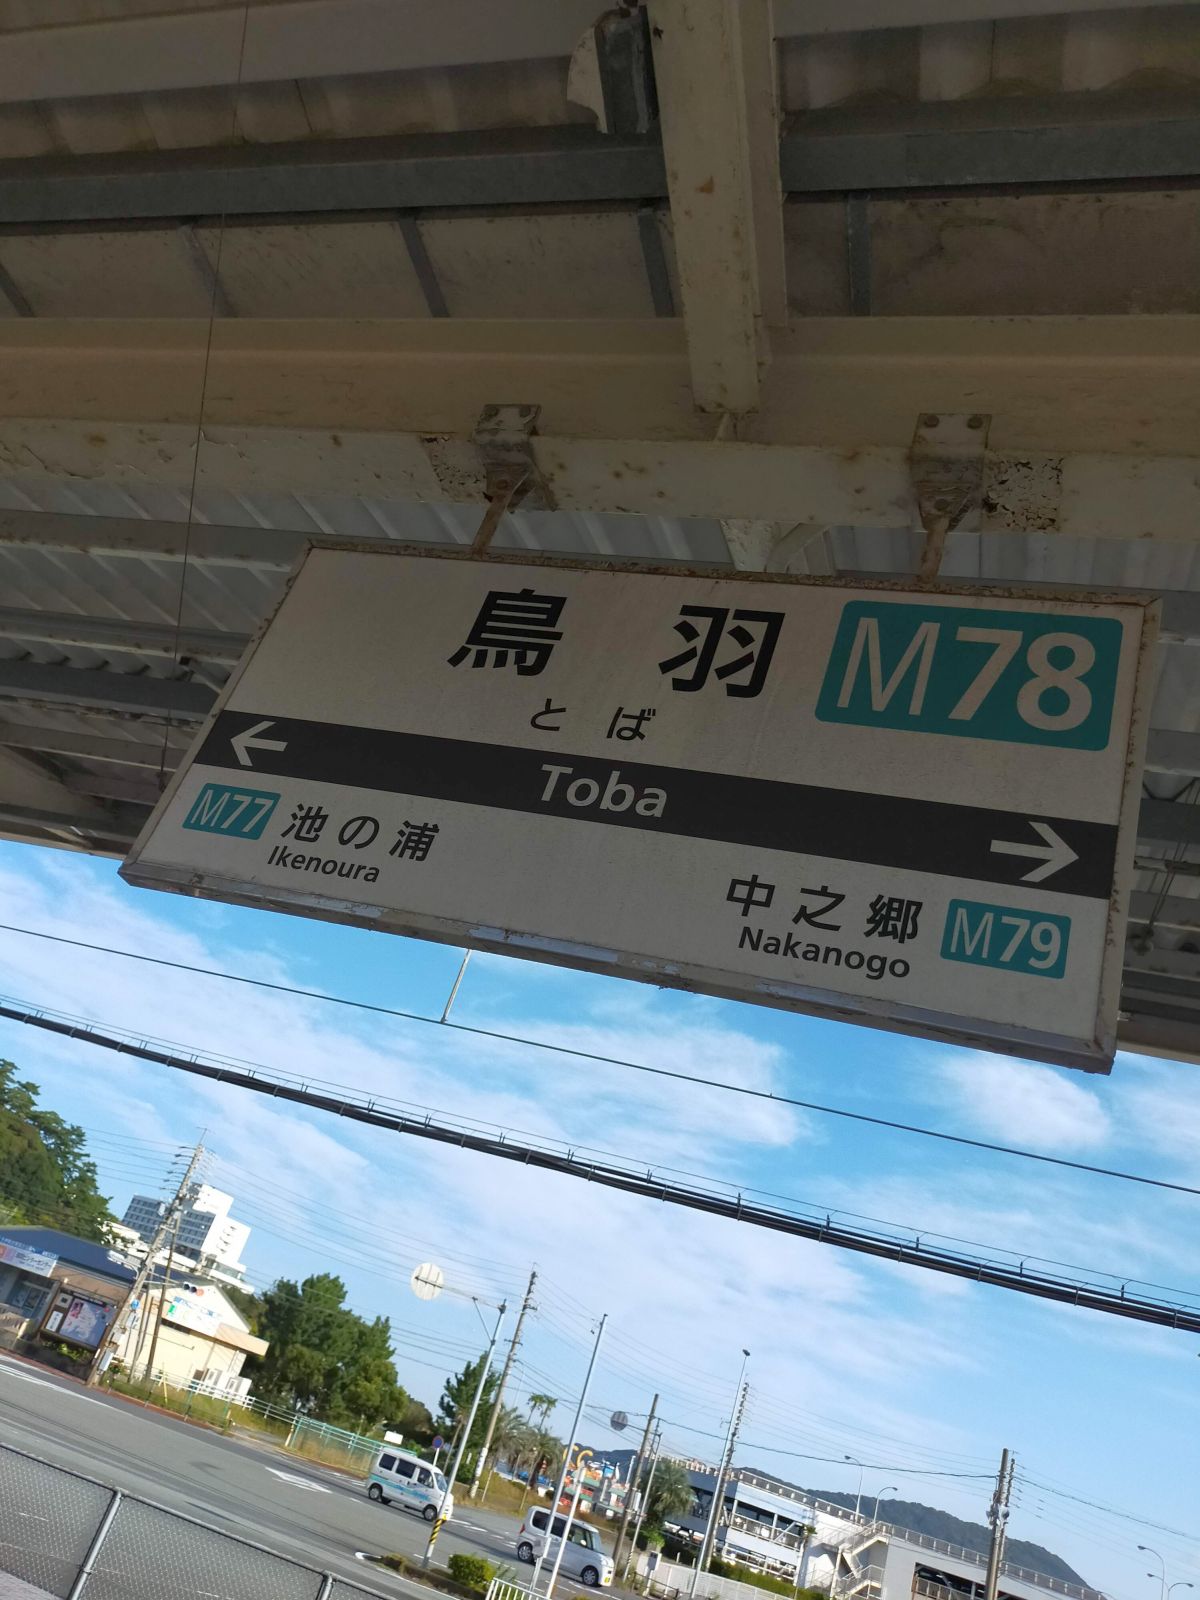 鳥羽 M78
とば
← Toba →
M77 池の浦
Ikenoura
中之郷 M79
Nakanogo